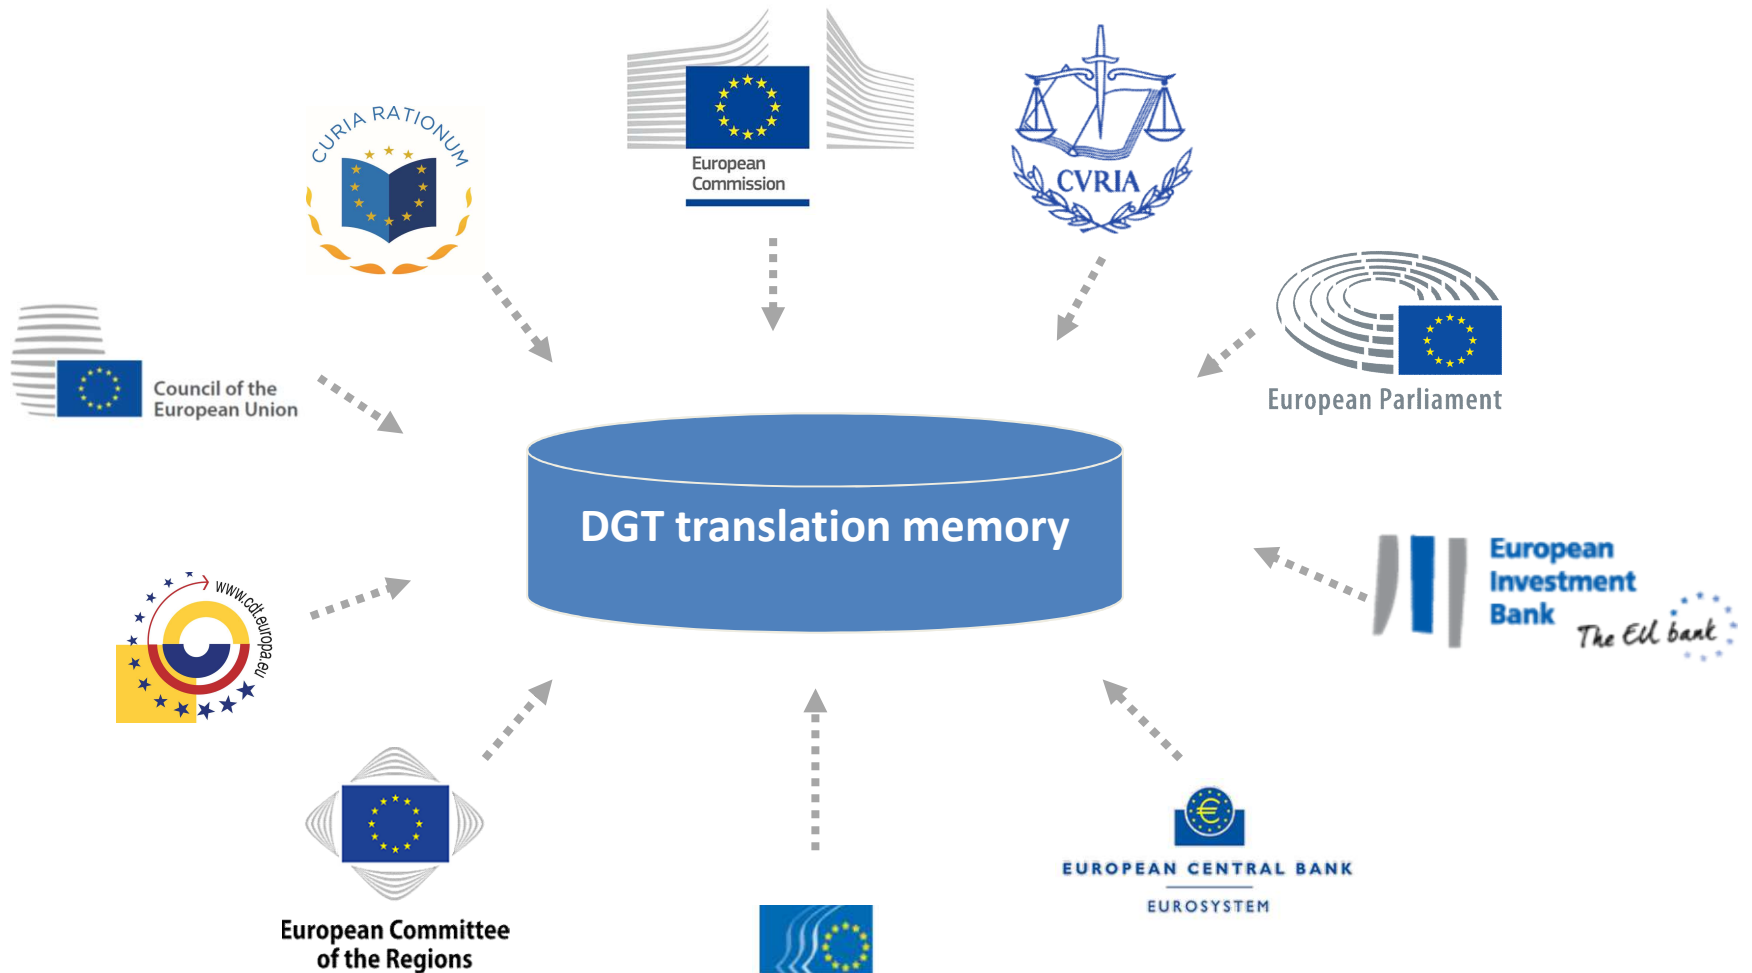 European
Commission
CURIA RATIONUM
CVRIA
Council of the
European Union
European Parliament
DGT translation memory
European
Investment
Bank
The EU bank
www.cdt.europa.eu
European Committee
of the Regions
€
EUROPEAN CENTRAL BANK
EUROSYSTEM